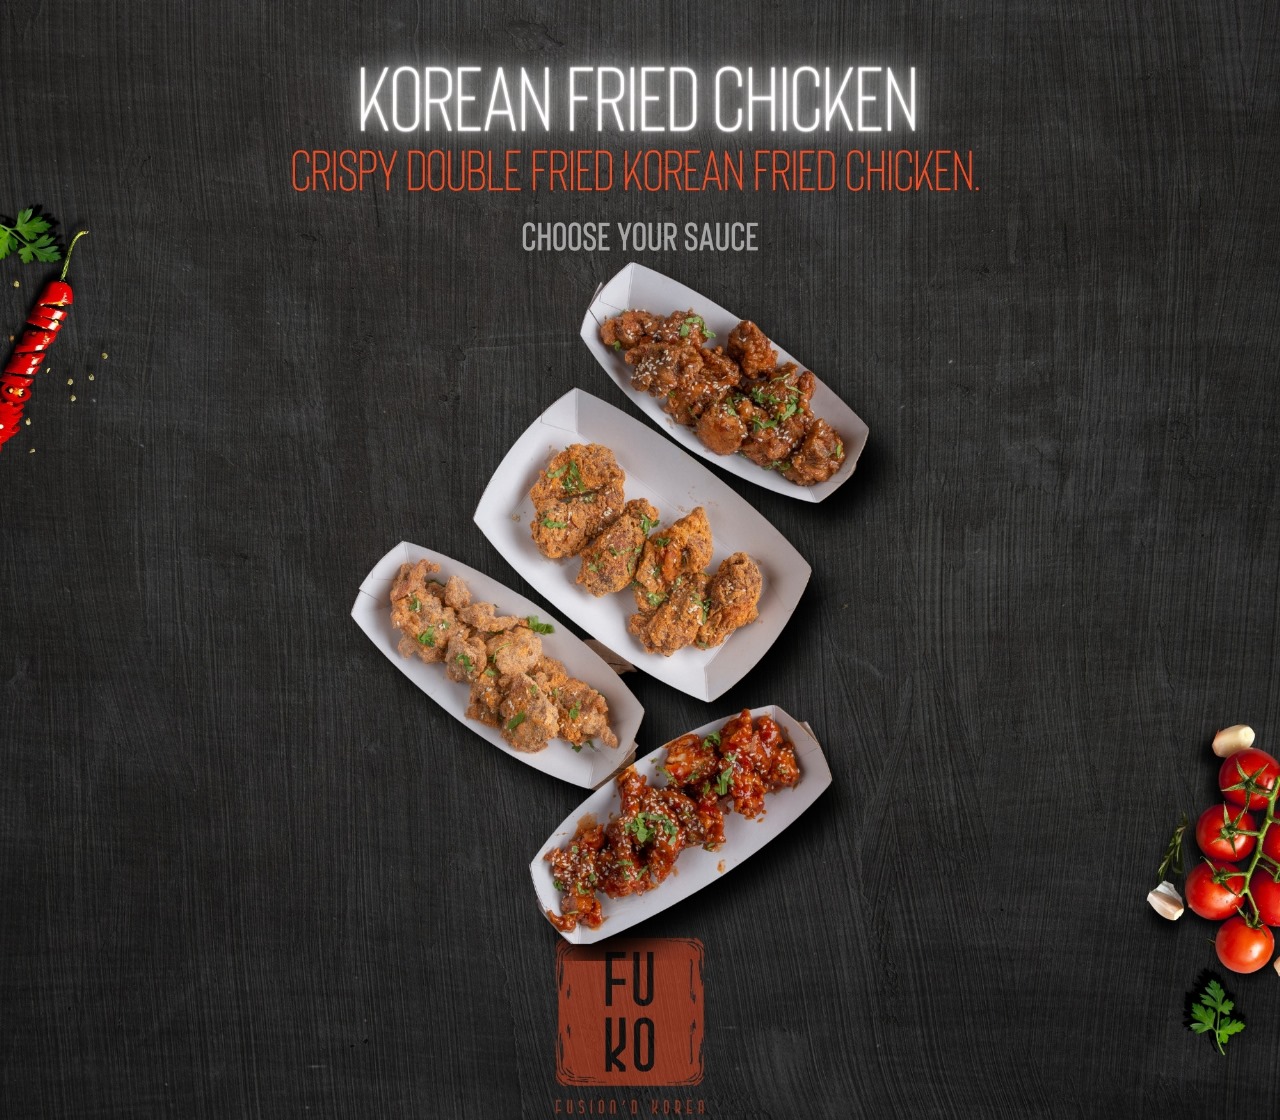 KOREAN FRIED CHICKEN
CRISPY DOUBLE FRIED KOREAN FRIED CHICKEN.
CHOOSE YOUR SAUCE
FU
KO
FUSION'D KOREA